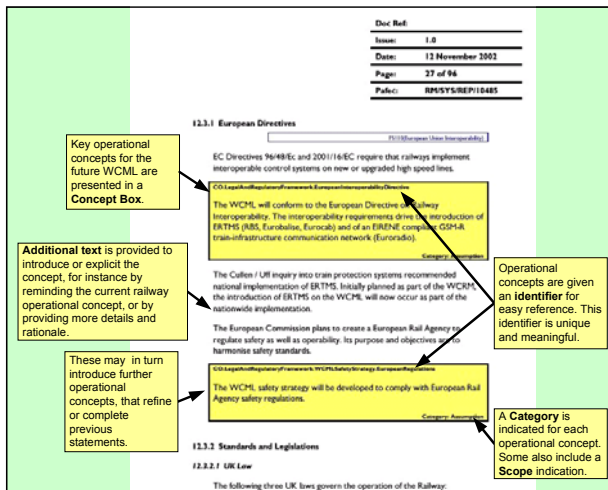 Doc Ref:
Issue: 1.0
Date: 12 November 2002
Page: 27 of 96
Pafec: RM/SYS/REP/10485
12.3.1 European Directives
(European Union Interoperability)
EC Directives 96/48/Ec and 2001/16/EC require that railways implement
interoperable control systems on new or upgraded high speed lines.
CO.LegalAndRegulatoryFramework.EuropeanInteroperabilityDirective
The WCML will conform to the European Directive on Railway
Interoperability. The interoperability requirements drive the introduction of
ERTMS (RBS, Eurobalise, Eurocab) and of an EIRENE compliant GSM-R
train-infrastructure communication network (Euroradio).
Category: Assumption
The Cullen / Uff inquiry into train protection systems recommended
national implementation of ERTMS. Initially planned as part of the WCRM,
the introduction of ERTMS on the WCML will now occur as part of the
nationwide implementation.
The European Commission plans to create a European Rail Agency to
regulate safety as well as operability. Its purpose and objectives are to
harmonise safety standards.
CO.LegalAndRegulatoryFramework.WCMLSafetyStrategy.EuropeanRegulations
The WCML safety strategy will be developed to comply with European Rail
Agency safety regulations.
Category: Assumption
12.3.2 Standards and Legislations
12.3.2.1 UK Law
The following three UK laws govern the operation of the Railway:
Key operational
concepts for the
future WCML are
presented in a
Concept Box.
Additional text is provided to
introduce or explicit the
concept, for instance by
reminding the current railway
operational concept, or by
providing more details and
rationale.
These may in turn
introduce further
operational
concepts, that refine
or complete
previous
statements.
Operational
concepts are given
an identifier for
easy reference. This
identifier is unique
and meaningful.
A Category is
indicated for each
operational concept.
Some also include a
Scope indication.